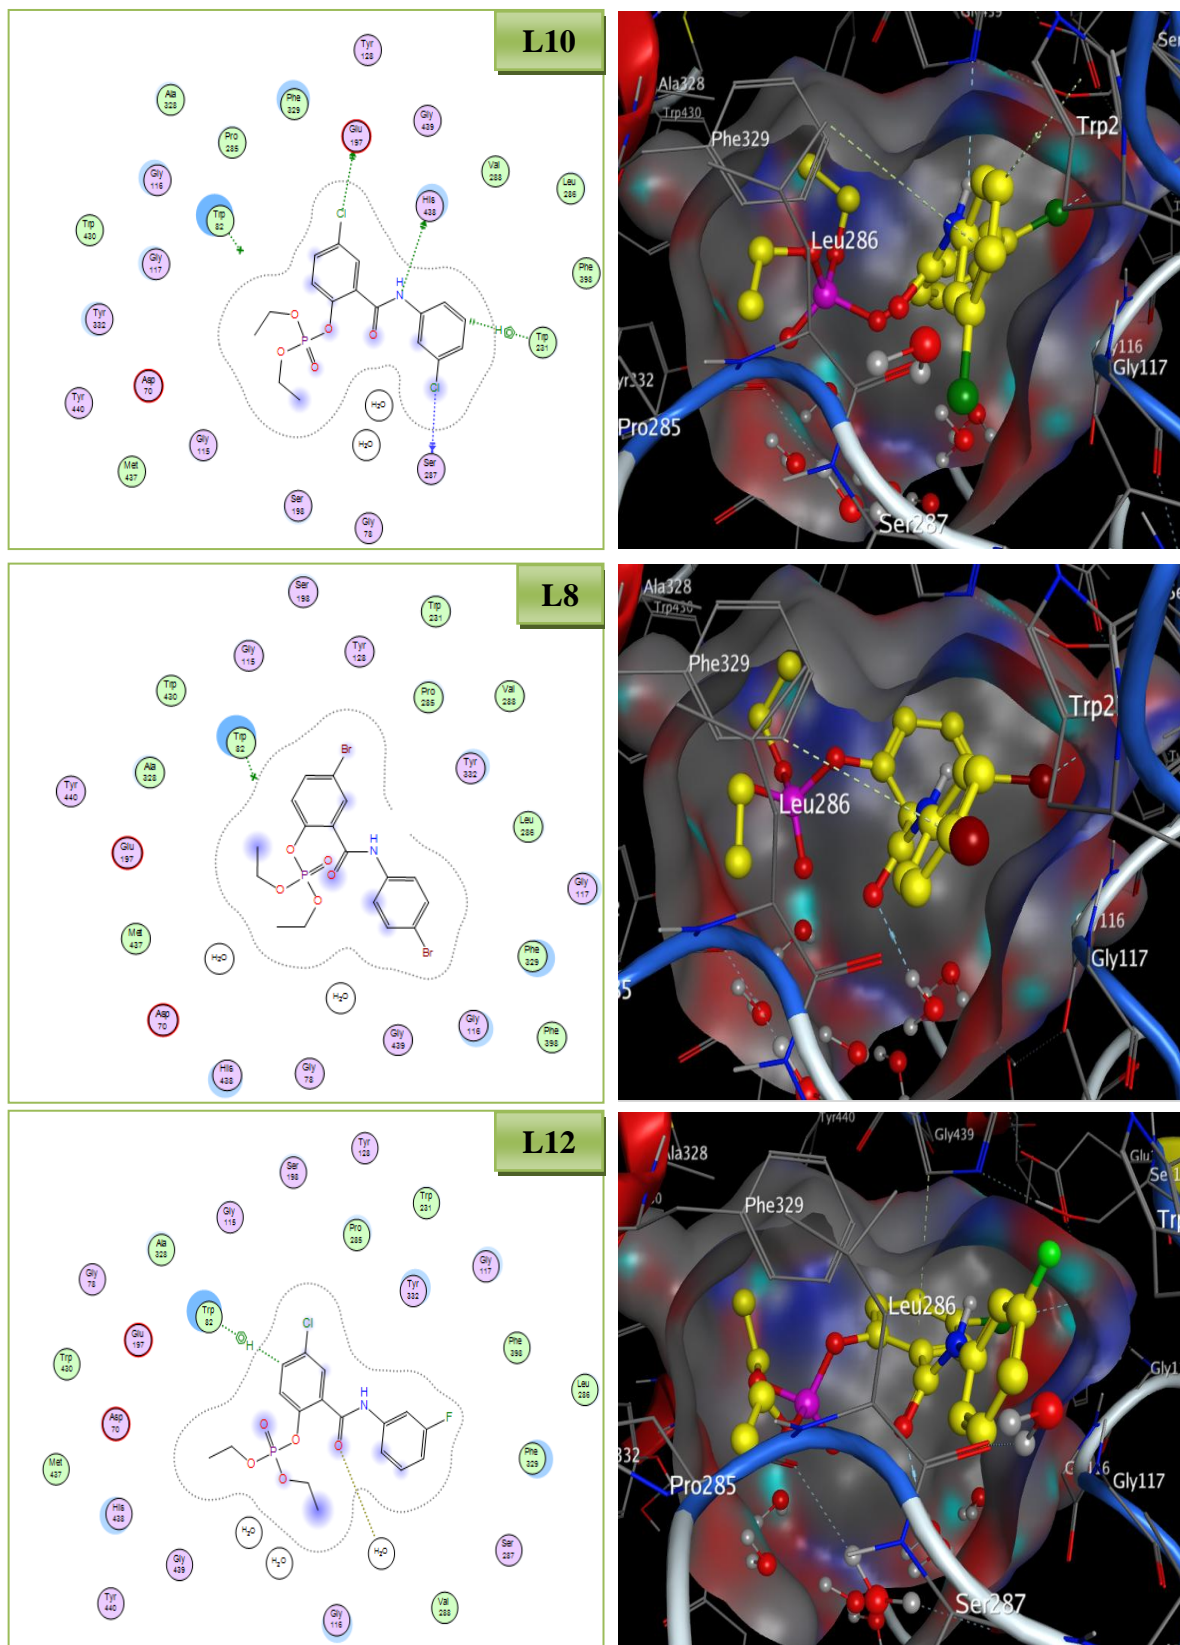 L10
Tyr
128
Ala
328
Phe
329
Glu
197
Gly
439
Pro
285
Val
288
Gly
116
Leu
286
His
438
Cl
Trp
82
Trp
430
Gly
117
Phe
398
H
N
Tyr
332
O
O
P
O
O
O
H
Trp
231
Asp
70
Cl
Tyr
440
H₂O
Gly
115
H₂O
Met
437
Ser
287
Ser
198
Gly
78
Gly439
Ala328
Trp430
Phe329
Trp2
Leu286
Gly117
Pro285
Ser287
L8
Ser
198
Trp
231
Gly
115
Tyr
128
Trp
430
Pro
285
Val
288
Trp
82
Br
Ala
328
Tyr
332
Tyr
440
Leu
286
Glu
197
H
N
O
O
P
O
O
O
Gly
117
Met
437
Br
H₂O
Phe
329
H₂O
Asp
70
Gly
116
Gly
439
Phe
398
His
438
Gly
78
Ala328
Trp430
Phe329
Trp2
Leu286
116
Gly117
L12
Tyr
128
Ser
198
Trp
231
Gly
115
Pro
285
Ala
328
Gly
117
Gly
78
Tyr
332
Trp
82
Cl
Glu
197
H
Phe
398
Trp
430
Leu
286
H
N
F
Asp
70
O
O
P
O
O
O
Phe
329
Met
437
His
438
H₂O
H₂O
H₂O
Ser
287
Gly
439
Tyr
440
Val
288
Gly
116
Tyr440
Gly439
Ala328
Phe329
Leu286
332
Pro285
Gly117
Ser287